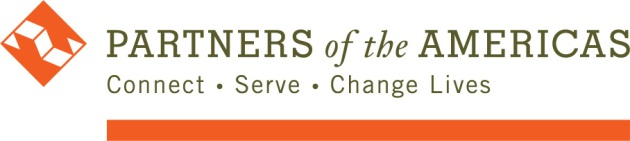 PARTNERS of the AMERICAS
Connect • Serve • Change Lives